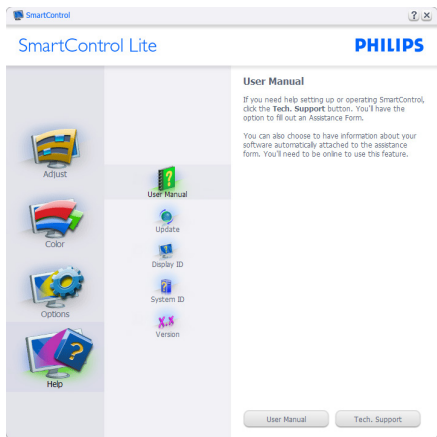 SmartControl
SmartControl Lite
PHILIPS
Adjust
Color
Options
Help
User Manual
Update
Display ID
System ID
X.X
Version
User Manual
If you need help setting up or operating SmartControl,
click the Tech. Support button. You'll have the
option to fill out an Assistance Form.
You can also choose to have information about your
software automatically attached to the assistance
form. You'll need to be online to use this feature.
User Manual
Tech. Support